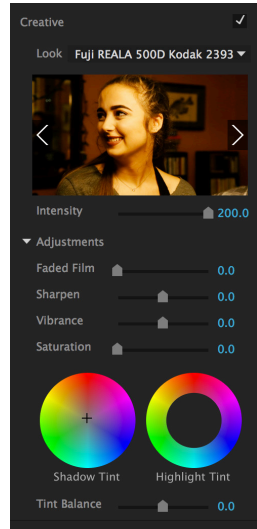 Creative
Look Fuji REALA 500D Kodak 2393
Intensity 200.0
Adjustments
Faded Film 0.0
Sharpen 0.0
Vibrance 0.0
Saturation 0.0
Shadow Tint Highlight Tint
Tint Balance 0.0